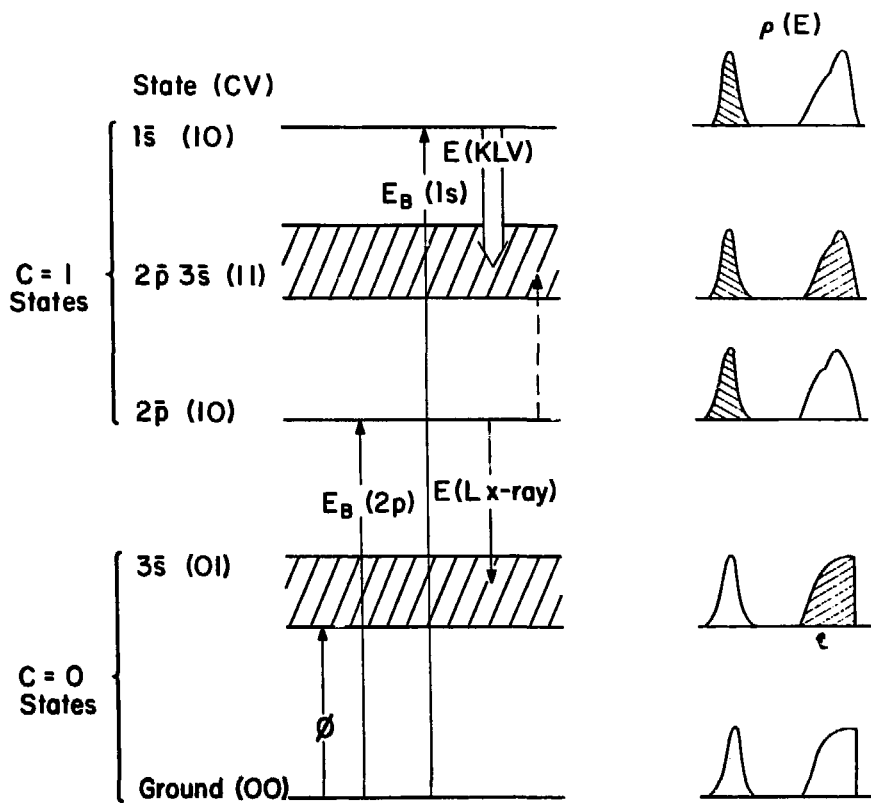 ρ (E)
State (CV)
1s̄ (10)
E(KLV)
E_B (1s)
C = 1
States
2p̄ 3s̄ (11)
2p̄ (10)
E_B (2p)
E(L x-ray)
3s̄ (01)
ϵ
C = 0
States
Ø
Ground (00)